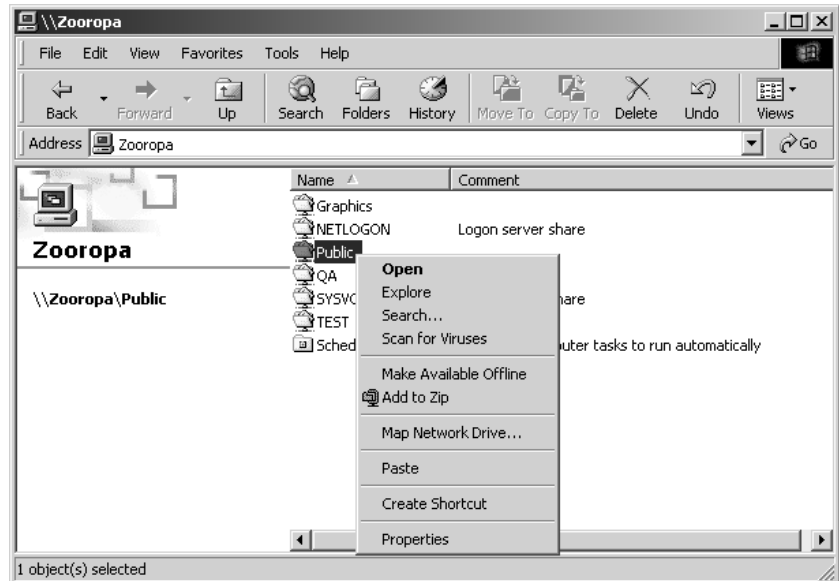 \\Zooropa
File Edit View Favorites Tools Help
Back Forward Up Search Folders History Move To Copy To Delete Undo Views
Address Zooropa Go
Name Comment
Zooropa
\\Zooropa\Public
Graphics
NETLOGON Logon server share
Public
QA
SYSVO hare
TEST
Sched uter tasks to run automatically
Open
Explore
Search...
Scan for Viruses
Make Available Offline
Add to Zip
Map Network Drive...
Paste
Create Shortcut
Properties
1 object(s) selected